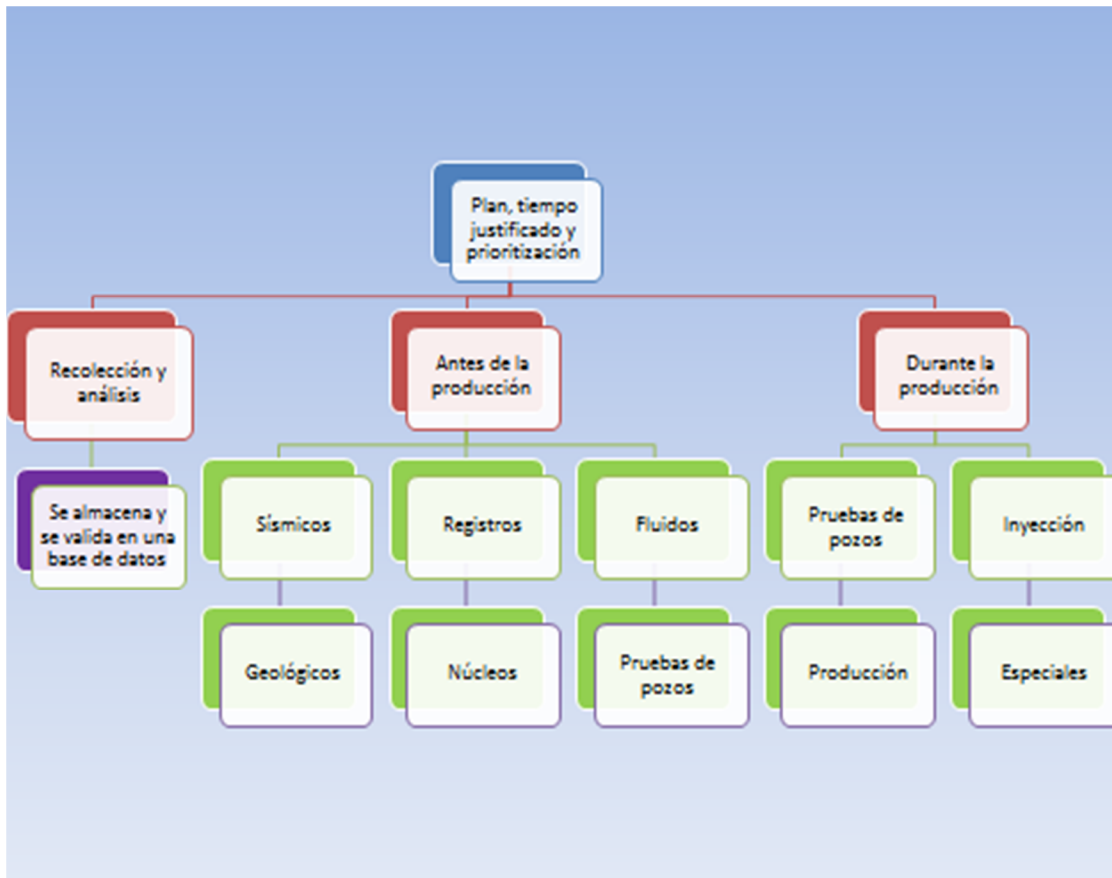 Plan, tiempo
justificado y
prioritización
Recolección y
análisis
Antes de la
producción
Durante la
producción
Se almacena y
se valida en una
base de datos
Sísmicos
Registros
Fluidos
Pruebas de
pozos
Inyección
Geológicos
Núcleos
Pruebas de
pozos
Producción
Especiales